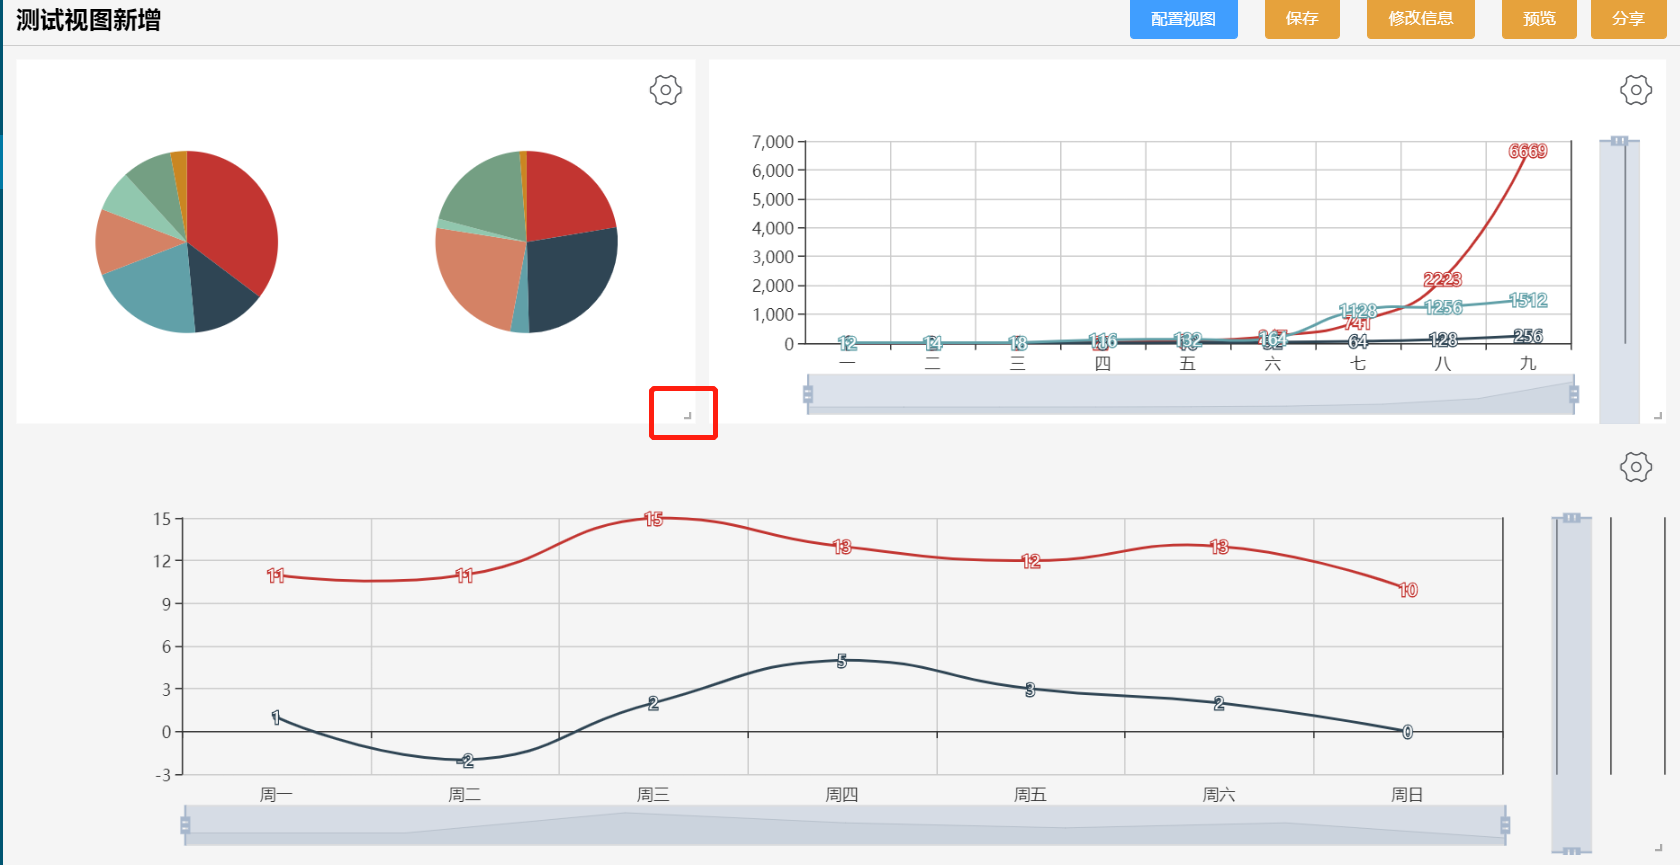 测试视图新增
配置视图 保存 修改信息 预览 分享
7,000
6,000
5,000
4,000
3,000
2,000
1,000
0
6669
2223
1128 1256 1512
741
12 14 18 116 132 164 64 128 256
一 二 三 四 五 六 七 八 九
15
12
9
6
3
0
-3
11 11 15 13 12 13 10
1 -2 2 5 3 2 0
周一 周二 周三 周四 周五 周六 周日